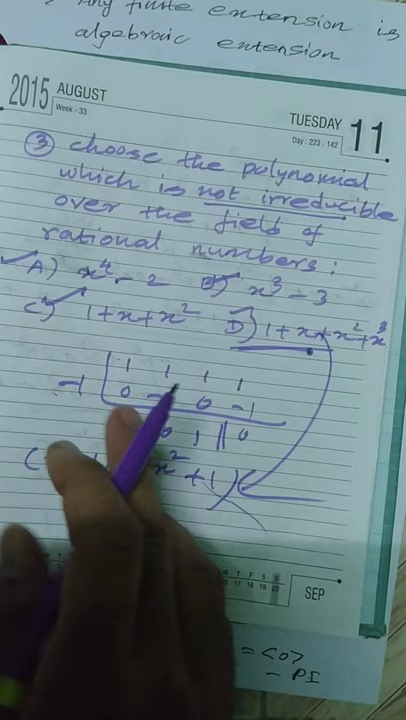 Any finite extension is
algebraic extension
2015 AUGUST
Week - 33
TUESDAY 11
Day : 223 - 142
③ choose the polynomial
which is not irreducible
over the field of
rational numbers:
A) x⁴ - 2 B) x³ - 3
C) 1+x+x² D) 1+x+x²+x³
-1 | 1 1 1 1
0 0 -1
0 1 || 0
x² + 1)
W T F S S
SEP
= <0>
- PI